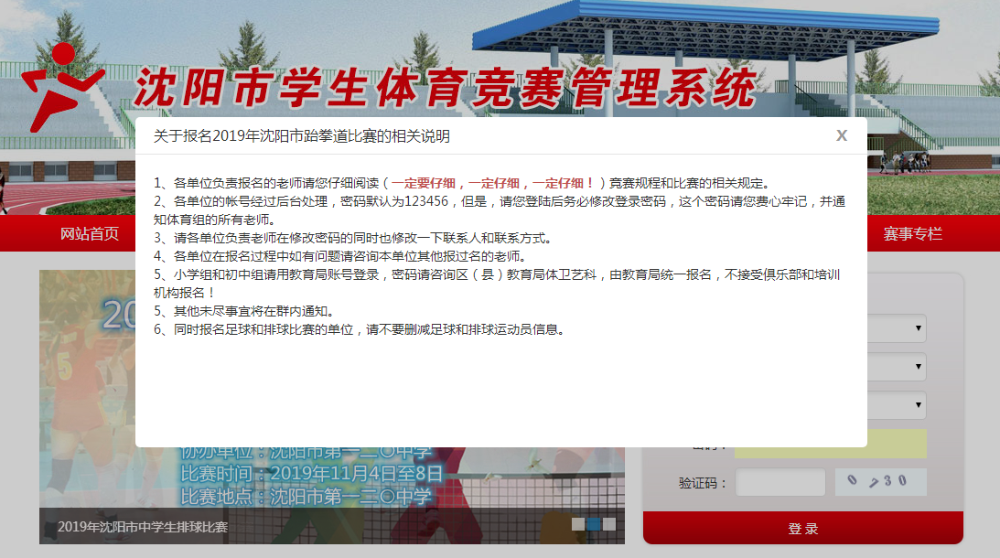 沈阳市学生体育竞赛管理系统
关于报名2019年沈阳市跆拳道比赛的相关说明
X
1、各单位负责报名的老师请您仔细阅读（一定要仔细，一定仔细，一定仔细！）竞赛规程和比赛的相关规定。
2、各单位的帐号经过后台处理，密码默认为123456，但是，请您登陆后务必修改登录密码，这个密码请您费心牢记，并通
知体育组的所有老师。
3、请各单位负责老师在修改密码的同时也修改一下联系人和联系方式。
4、各单位在报名过程中如有问题请咨询本单位其他报过名的老师。
5、小学组和初中组请用教育局账号登录，密码请咨询区（县）教育局体卫艺科，由教育局统一报名，不接受俱乐部和培训
机构报名！
5、其他未尽事宜将在群内通知。
6、同时报名足球和排球比赛的单位，请不要删减足球和排球运动员信息。
网站首页
赛事专栏
20
5
协办单位：沈阳市第一二〇中学
比赛时间：2019年11月4日至8日
比赛地点：沈阳市第一二〇中学
2019年沈阳市中学生排球比赛
验证码：
0 7 3 0
登 录